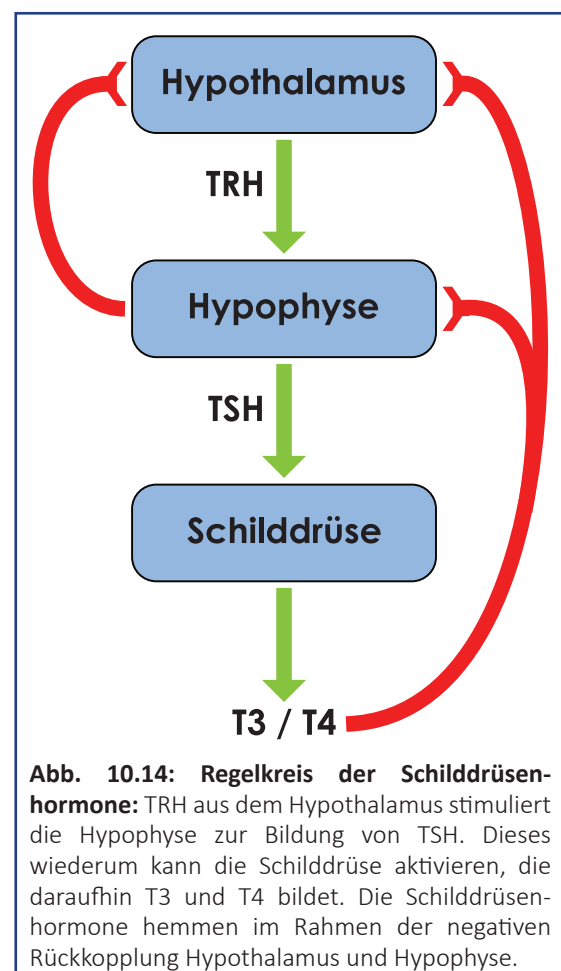 Hypothalamus
TRH
Hypophyse
TSH
Schilddrüse
T3 / T4
Abb. 10.14: Regelkreis der Schilddrüsen-
hormone: TRH aus dem Hypothalamus stimuliert
die Hypophyse zur Bildung von TSH. Dieses
wiederum kann die Schilddrüse aktivieren, die
daraufhin T3 und T4 bildet. Die Schilddrüsen-
hormone hemmen im Rahmen der negativen
Rückkopplung Hypothalamus und Hypophyse.